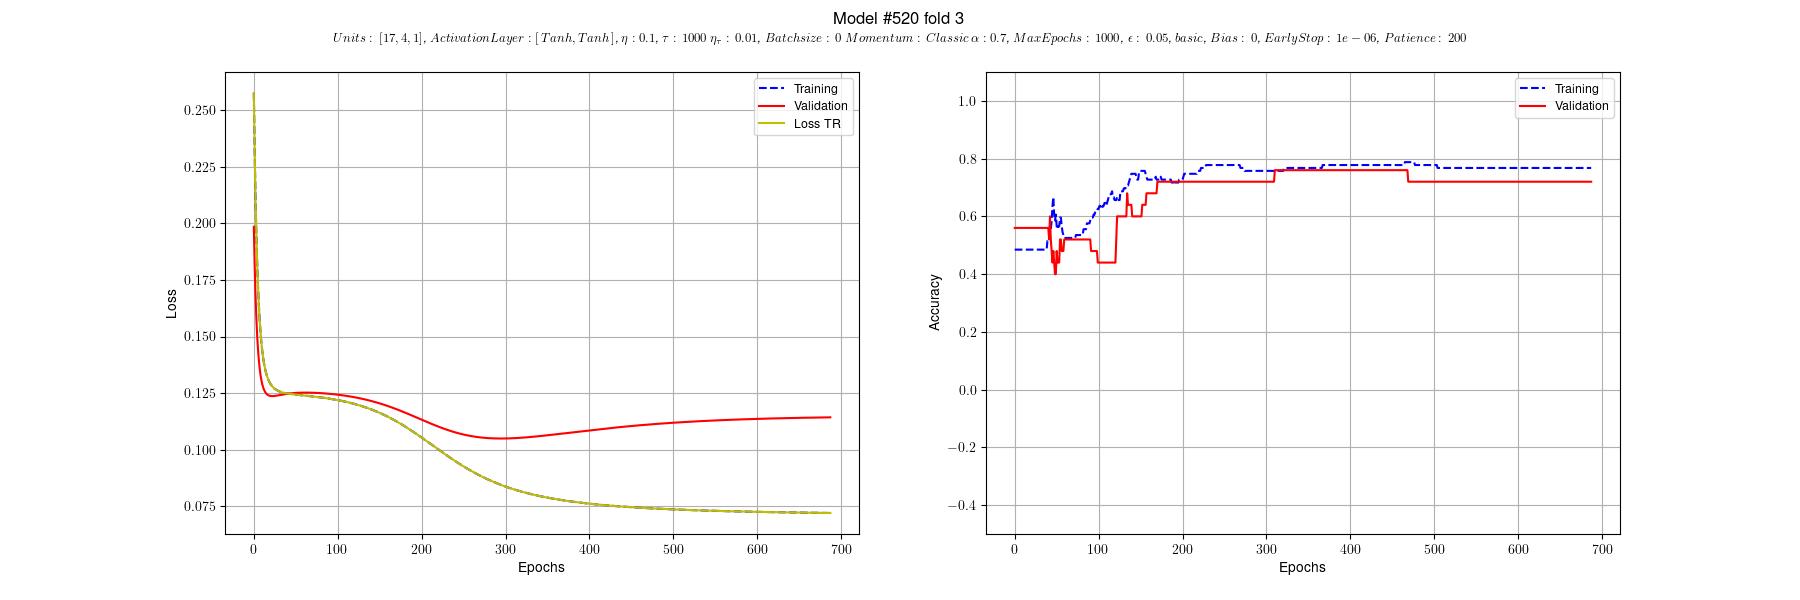 Model #520 fold 3
Units : [17, 4, 1], ActivationLayer : [Tanh, Tanh], η : 0.1, τ : 1000 η_τ : 0.01, Batchsize : 0 Momentum : Classic α : 0.7, MaxEpochs : 1000, ϵ : 0.05, basic, Bias : 0, EarlyStop : 1e − 06, Patience : 200
Loss
0.250
0.225
0.200
0.175
0.150
0.125
0.100
0.075
Training
Validation
Loss TR
0 100 200 300 400 500 600 700
Epochs
Accuracy
1.0
0.8
0.6
0.4
0.2
0.0
−0.2
−0.4
Training
Validation
0 100 200 300 400 500 600 700
Epochs